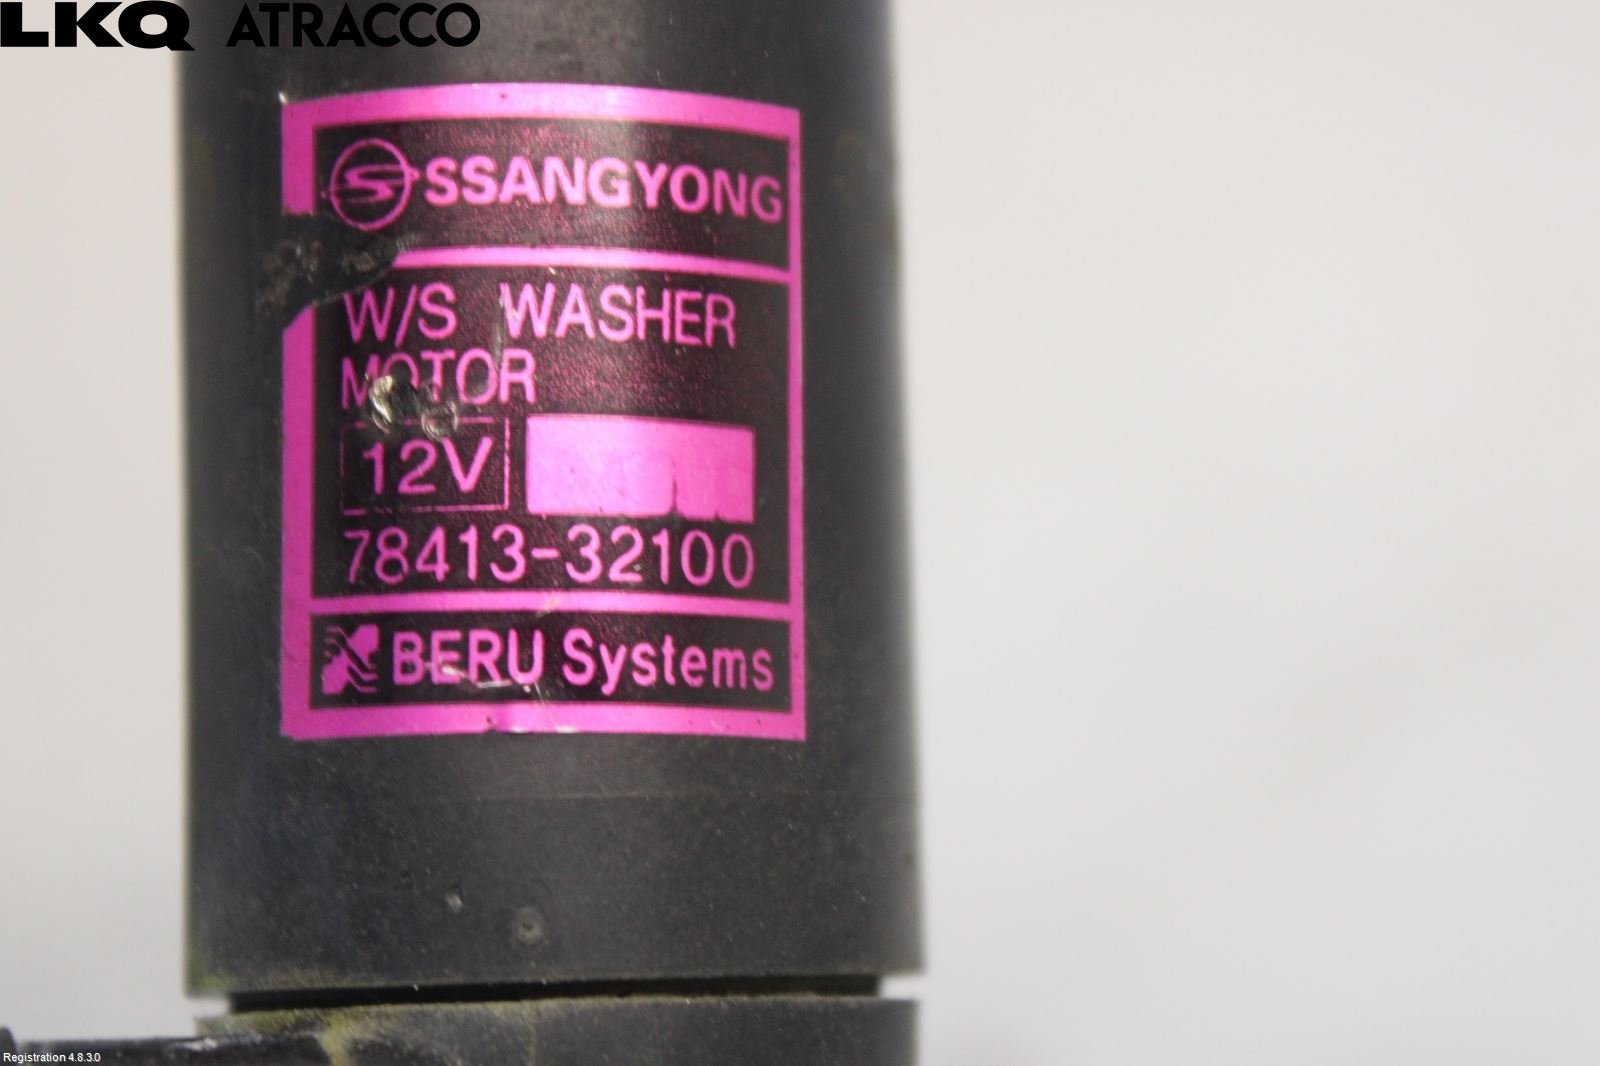 LKQ ATRACCO
SSANGYONG
W/S WASHER
MOTOR
12V
78413-32100
BERU Systems
Registration 4.8.3.0